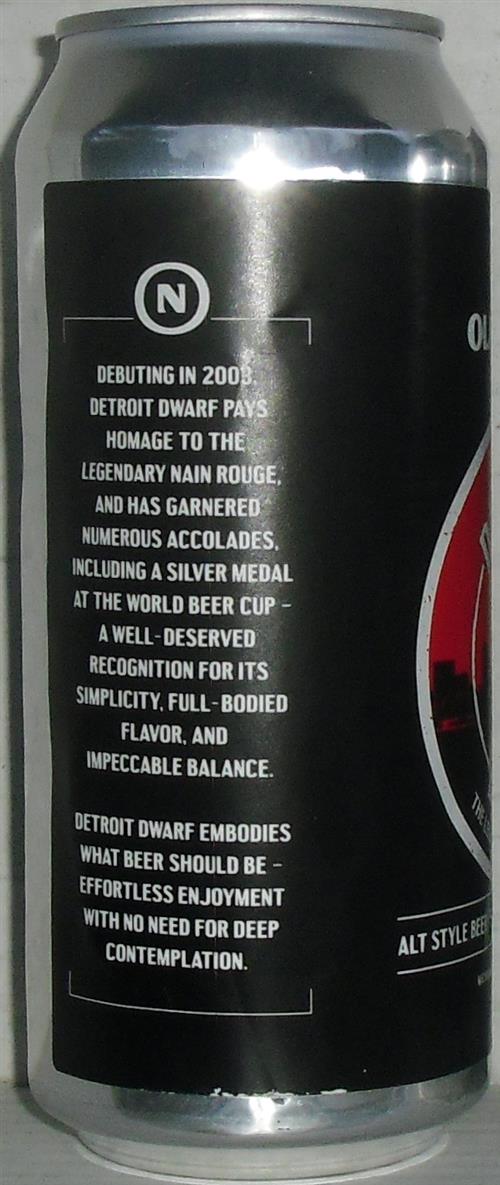 N
DEBUTING IN 2003,
DETROIT DWARF PAYS
HOMAGE TO THE
LEGENDARY NAIN ROUGE,
AND HAS GARNERED
NUMEROUS ACCOLADES,
INCLUDING A SILVER MEDAL
AT THE WORLD BEER CUP –
A WELL-DESERVED
RECOGNITION FOR ITS
SIMPLICITY, FULL-BODIED
FLAVOR, AND
IMPECCABLE BALANCE.
DETROIT DWARF EMBODIES
WHAT BEER SHOULD BE –
EFFORTLESS ENJOYMENT
WITH NO NEED FOR DEEP
CONTEMPLATION.
OL
THE
ALT STYLE BEER